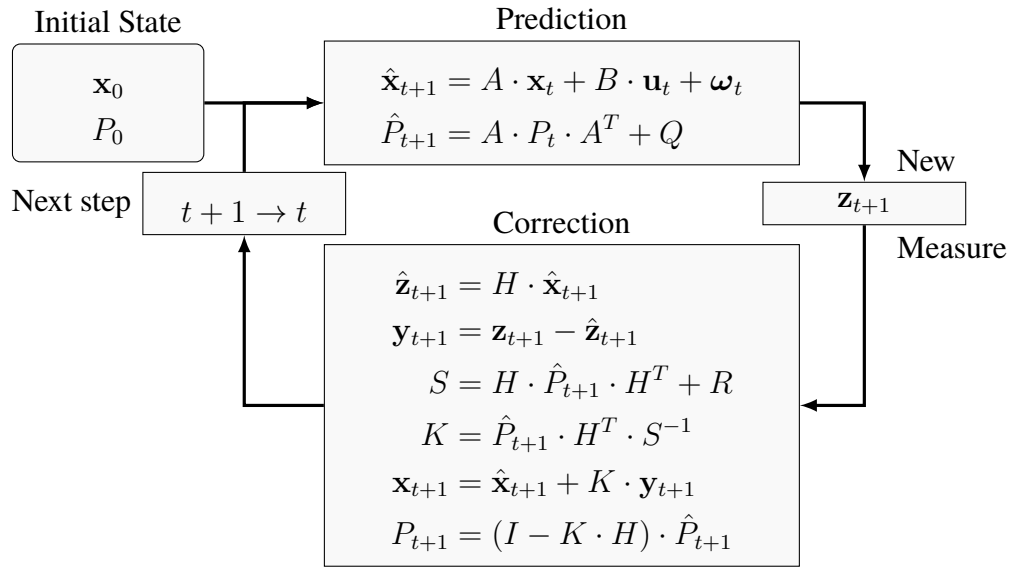 Initial State
𝐱₀
P₀
Prediction
𝐱̂ₜ₊₁ = A · 𝐱ₜ + B · 𝐮ₜ + 𝝎ₜ
P̂ₜ₊₁ = A · Pₜ · Aᵀ + Q
New
𝐳ₜ₊₁
Measure
Next step
t + 1 → t
Correction
𝐳̂ₜ₊₁ = H · 𝐱̂ₜ₊₁
𝐲ₜ₊₁ = 𝐳ₜ₊₁ − 𝐳̂ₜ₊₁
S = H · P̂ₜ₊₁ · Hᵀ + R
K = P̂ₜ₊₁ · Hᵀ · S⁻¹
𝐱ₜ₊₁ = 𝐱̂ₜ₊₁ + K · 𝐲ₜ₊₁
Pₜ₊₁ = (I − K · H) · P̂ₜ₊₁